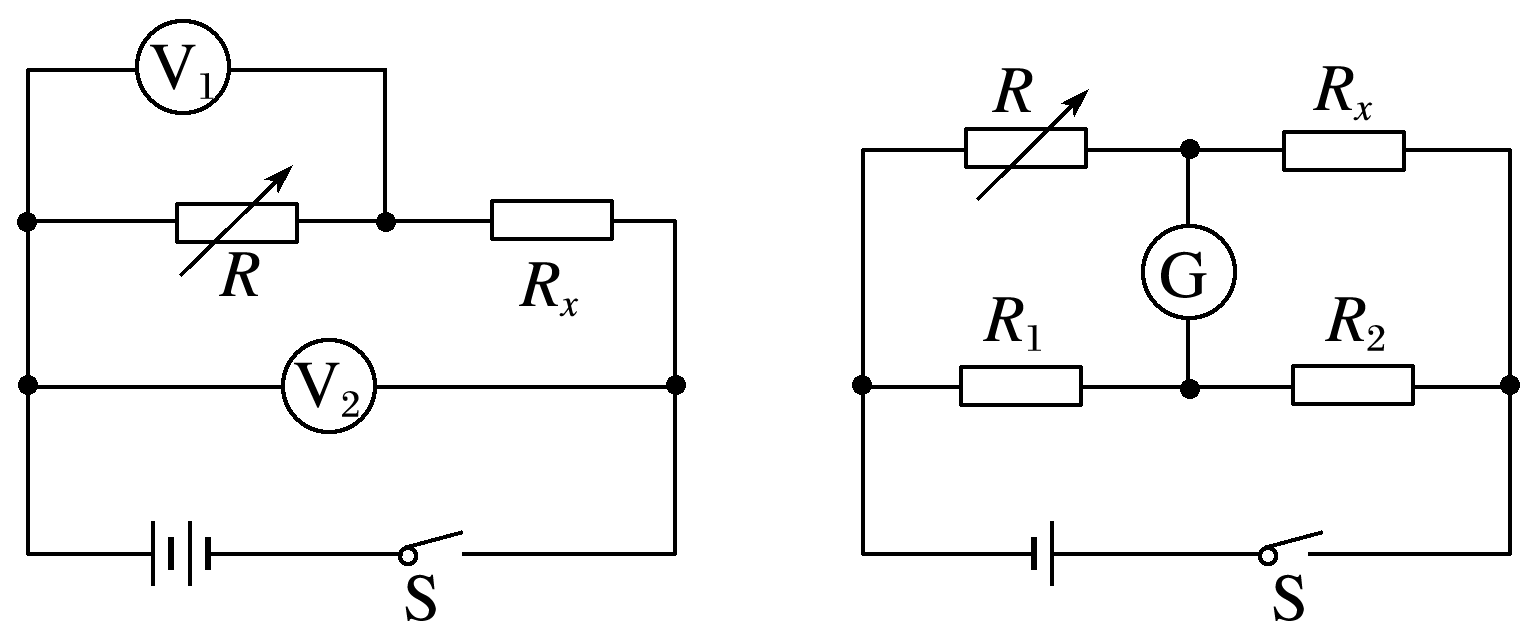 V₁
R
Rₓ
V₂
S
R
Rₓ
G
R₁
R₂
S